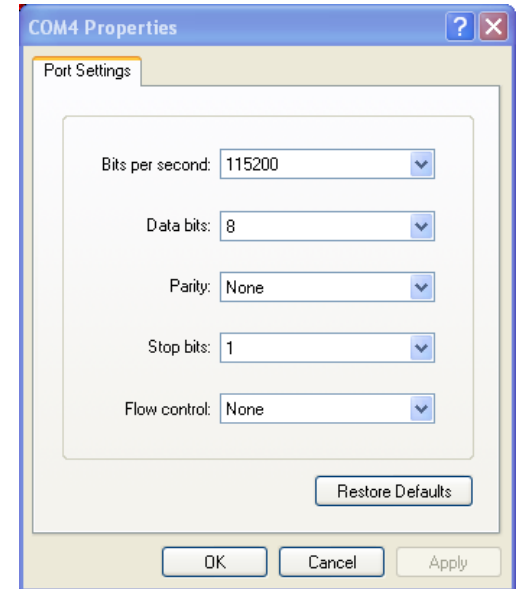 COM4 Properties
Port Settings
Bits per second: 115200
Data bits: 8
Parity: None
Stop bits: 1
Flow control: None
Restore Defaults
OK Cancel Apply